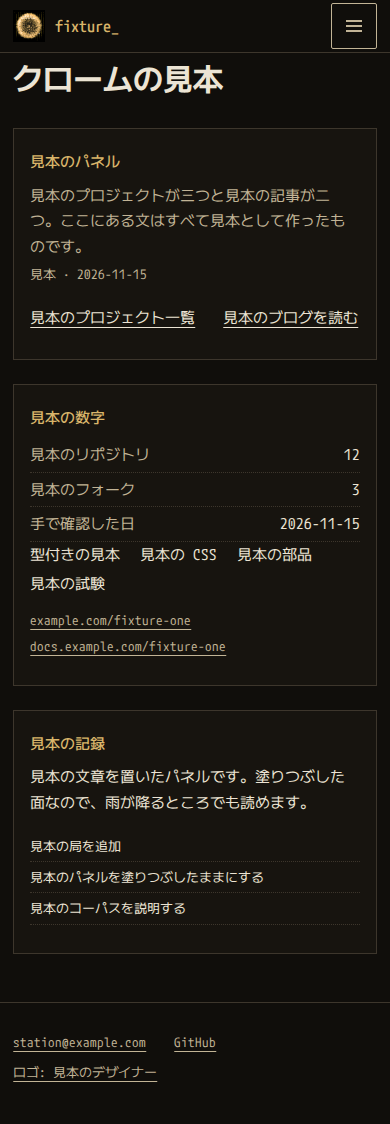 fixture_
クロームの見本
見本のパネル
見本のプロジェクトが三つと見本の記事が二
つ。ここにある文はすべて見本として作ったも
のです。
見本 · 2026-11-15
見本のプロジェクト一覧 見本のブログを読む
見本の数字
見本のリポジトリ 12
見本のフォーク 3
手で確認した日 2026-11-15
型付きの見本 見本の CSS 見本の部品
見本の試験
example.com/fixture-one
docs.example.com/fixture-one
見本の記録
見本の文章を置いたパネルです。塗りつぶした
面なので、雨が降るところでも読めます。
見本の局を追加
見本のパネルを塗りつぶしたままにする
見本のコーパスを説明する
station@example.com GitHub
ロゴ: 見本のデザイナー